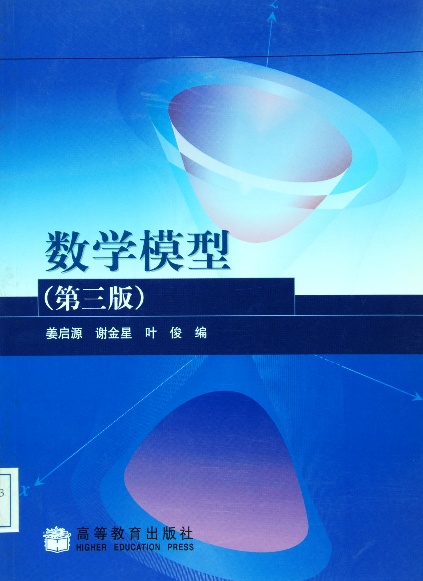 z
数学模型
(第三版)
姜启源 谢金星 叶 俊 编
x
3
高等教育出版社
HIGHER EDUCATION PRESS